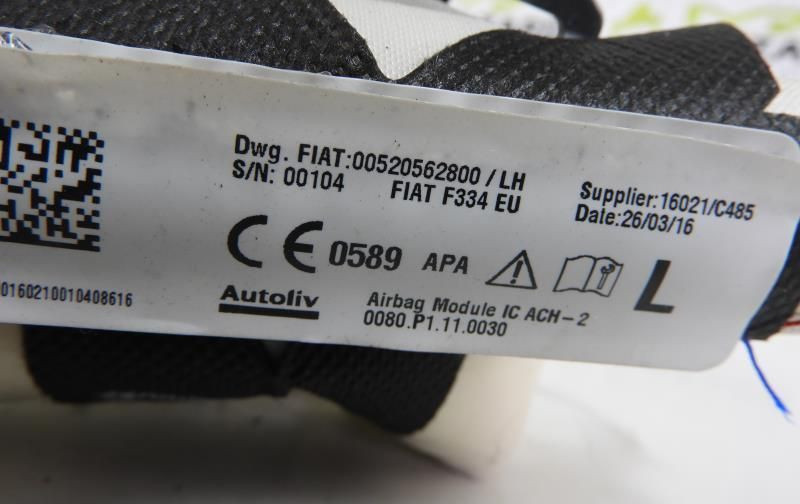 Dwg. FIAT:00520562800 / LH
S/N: 00104 FIAT F334 EU
Supplier:16021/C485
Date:26/03/16
CE 0589 APA L
00160210010408616
Autoliv
Airbag Module IC ACH-2
0080.P1.11.0030